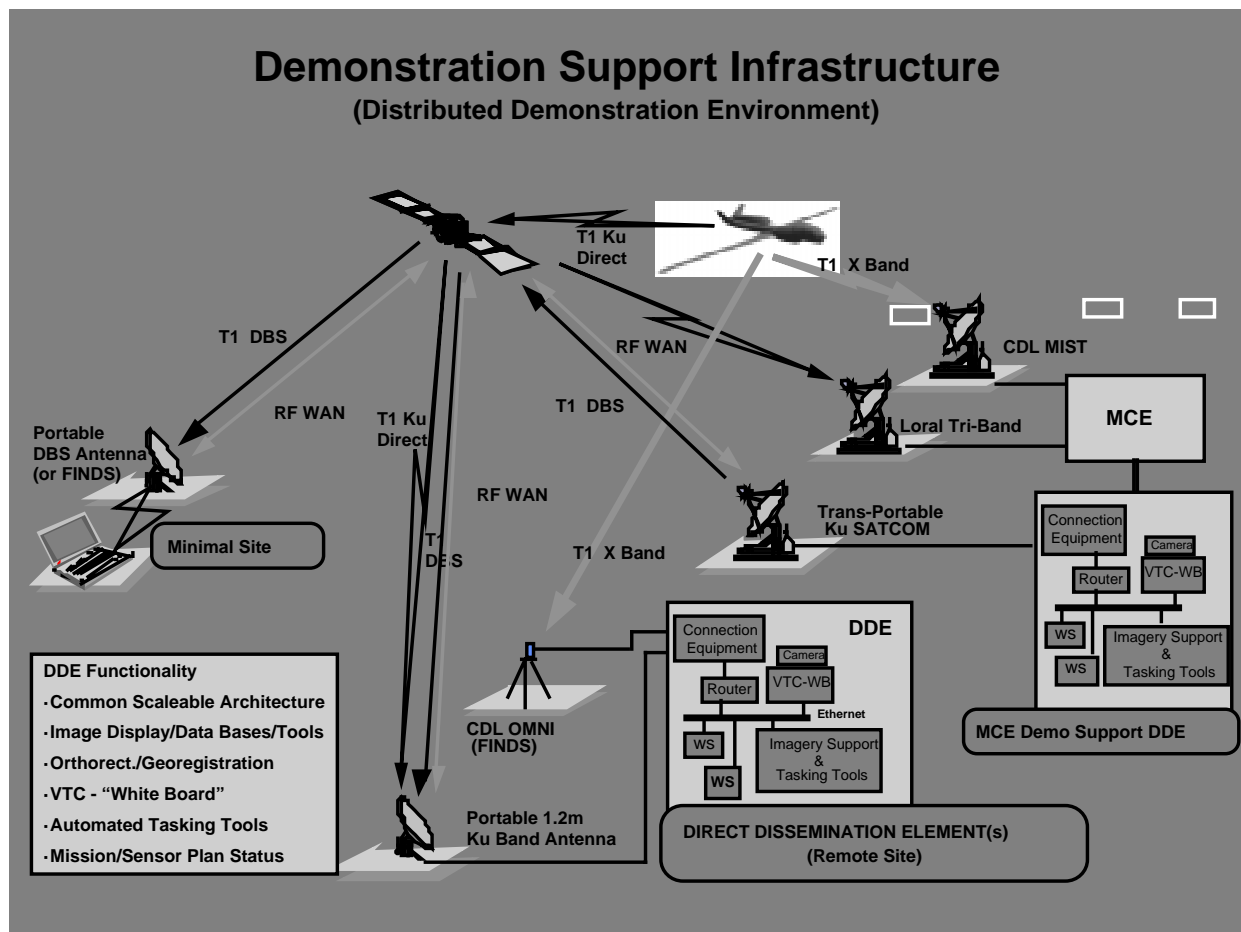 Demonstration Support Infrastructure
(Distributed Demonstration Environment)
T1 Ku
Direct
T1 X Band
T1 DBS
RF WAN
CDL MIST
RF WAN
T1 DBS
T1 Ku
Direct
MCE
Loral Tri-Band
Portable
DBS Antenna
(or FINDS)
RF WAN
Trans-Portable
Ku SATCOM
Minimal Site
T1
DBS
T1 X Band
Connection
Equipment
Camera
VTC-WB
Router
WS
WS
Imagery Support
&
Tasking Tools
MCE Demo Support DDE
DDE
Connection
Equipment
Camera
VTC-WB
Router
Ethernet
WS
WS
Imagery Support
&
Tasking Tools
CDL OMNI
(FINDS)
DDE Functionality
·Common Scaleable Architecture
·Image Display/Data Bases/Tools
·Orthorect./Georegistration
·VTC - “White Board”
·Automated Tasking Tools
·Mission/Sensor Plan Status
Portable 1.2m
Ku Band Antenna
DIRECT DISSEMINATION ELEMENT(s)
(Remote Site)